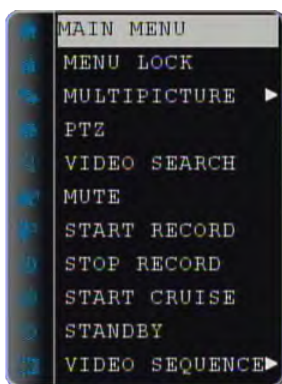 MAIN MENU
MENU LOCK
MULTIPICTURE
PTZ
VIDEO SEARCH
MUTE
START RECORD
STOP RECORD
START CRUISE
STANDBY
VIDEO SEQUENCE